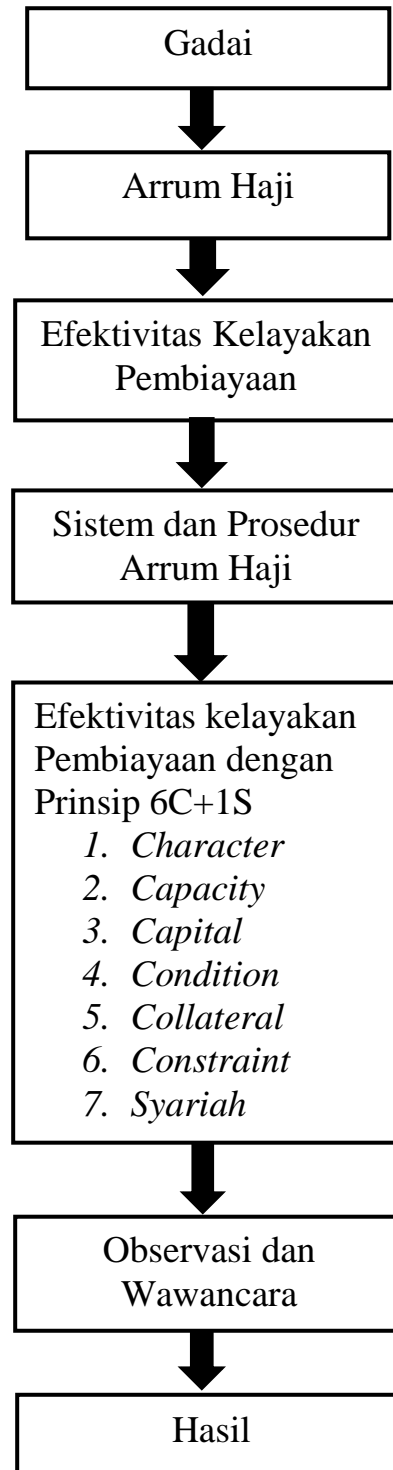 Gadai
Arrum Haji
Efektivitas Kelayakan
Pembiayaan
Sistem dan Prosedur
Arrum Haji
Efektivitas kelayakan
Pembiayaan dengan
Prinsip 6C+1S
1. Character
2. Capacity
3. Capital
4. Condition
5. Collateral
6. Constraint
7. Syariah
Observasi dan
Wawancara
Hasil